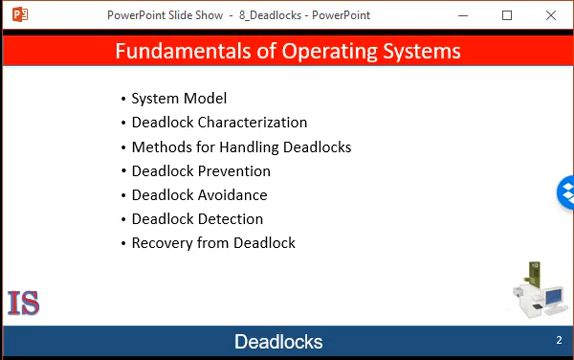 PowerPoint Slide Show - 8_Deadlocks - PowerPoint
Fundamentals of Operating Systems
• System Model
• Deadlock Characterization
• Methods for Handling Deadlocks
• Deadlock Prevention
• Deadlock Avoidance
• Deadlock Detection
• Recovery from Deadlock
IS
Deadlocks
2